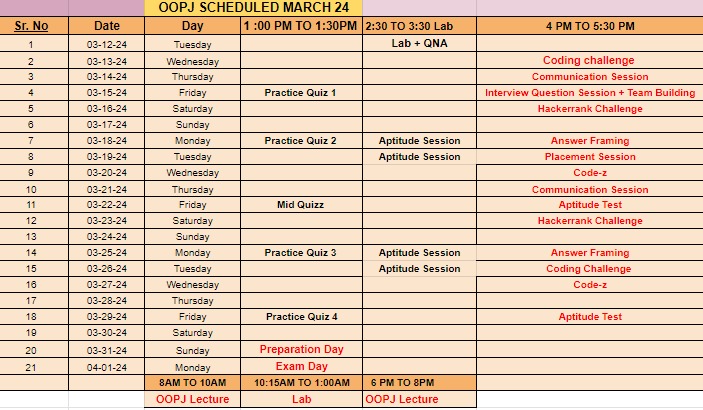 OOPJ SCHEDULED MARCH 24
Sr. No Date Day 1 :00 PM TO 1:30PM 2:30 TO 3:30 Lab 4 PM TO 5:30 PM
1 03-12-24 Tuesday Lab + QNA
2 03-13-24 Wednesday Coding challenge
3 03-14-24 Thursday Communication Session
4 03-15-24 Friday Practice Quiz 1 Interview Question Session + Team Building
5 03-16-24 Saturday Hackerrank Challenge
6 03-17-24 Sunday
7 03-18-24 Monday Practice Quiz 2 Aptitude Session Answer Framing
8 03-19-24 Tuesday Aptitude Session Placement Session
9 03-20-24 Wednesday Code-z
10 03-21-24 Thursday Communication Session
11 03-22-24 Friday Mid Quizz Aptitude Test
12 03-23-24 Saturday Hackerrank Challenge
13 03-24-24 Sunday
14 03-25-24 Monday Practice Quiz 3 Aptitude Session Answer Framing
15 03-26-24 Tuesday Aptitude Session Coding Challenge
16 03-27-24 Wednesday Code-z
17 03-28-24 Thursday
18 03-29-24 Friday Practice Quiz 4 Aptitude Test
19 03-30-24 Saturday
20 03-31-24 Sunday Preparation Day
21 04-01-24 Monday Exam Day
8AM TO 10AM 10:15AM TO 1:00AM 6 PM TO 8PM
OOPJ Lecture Lab OOPJ Lecture